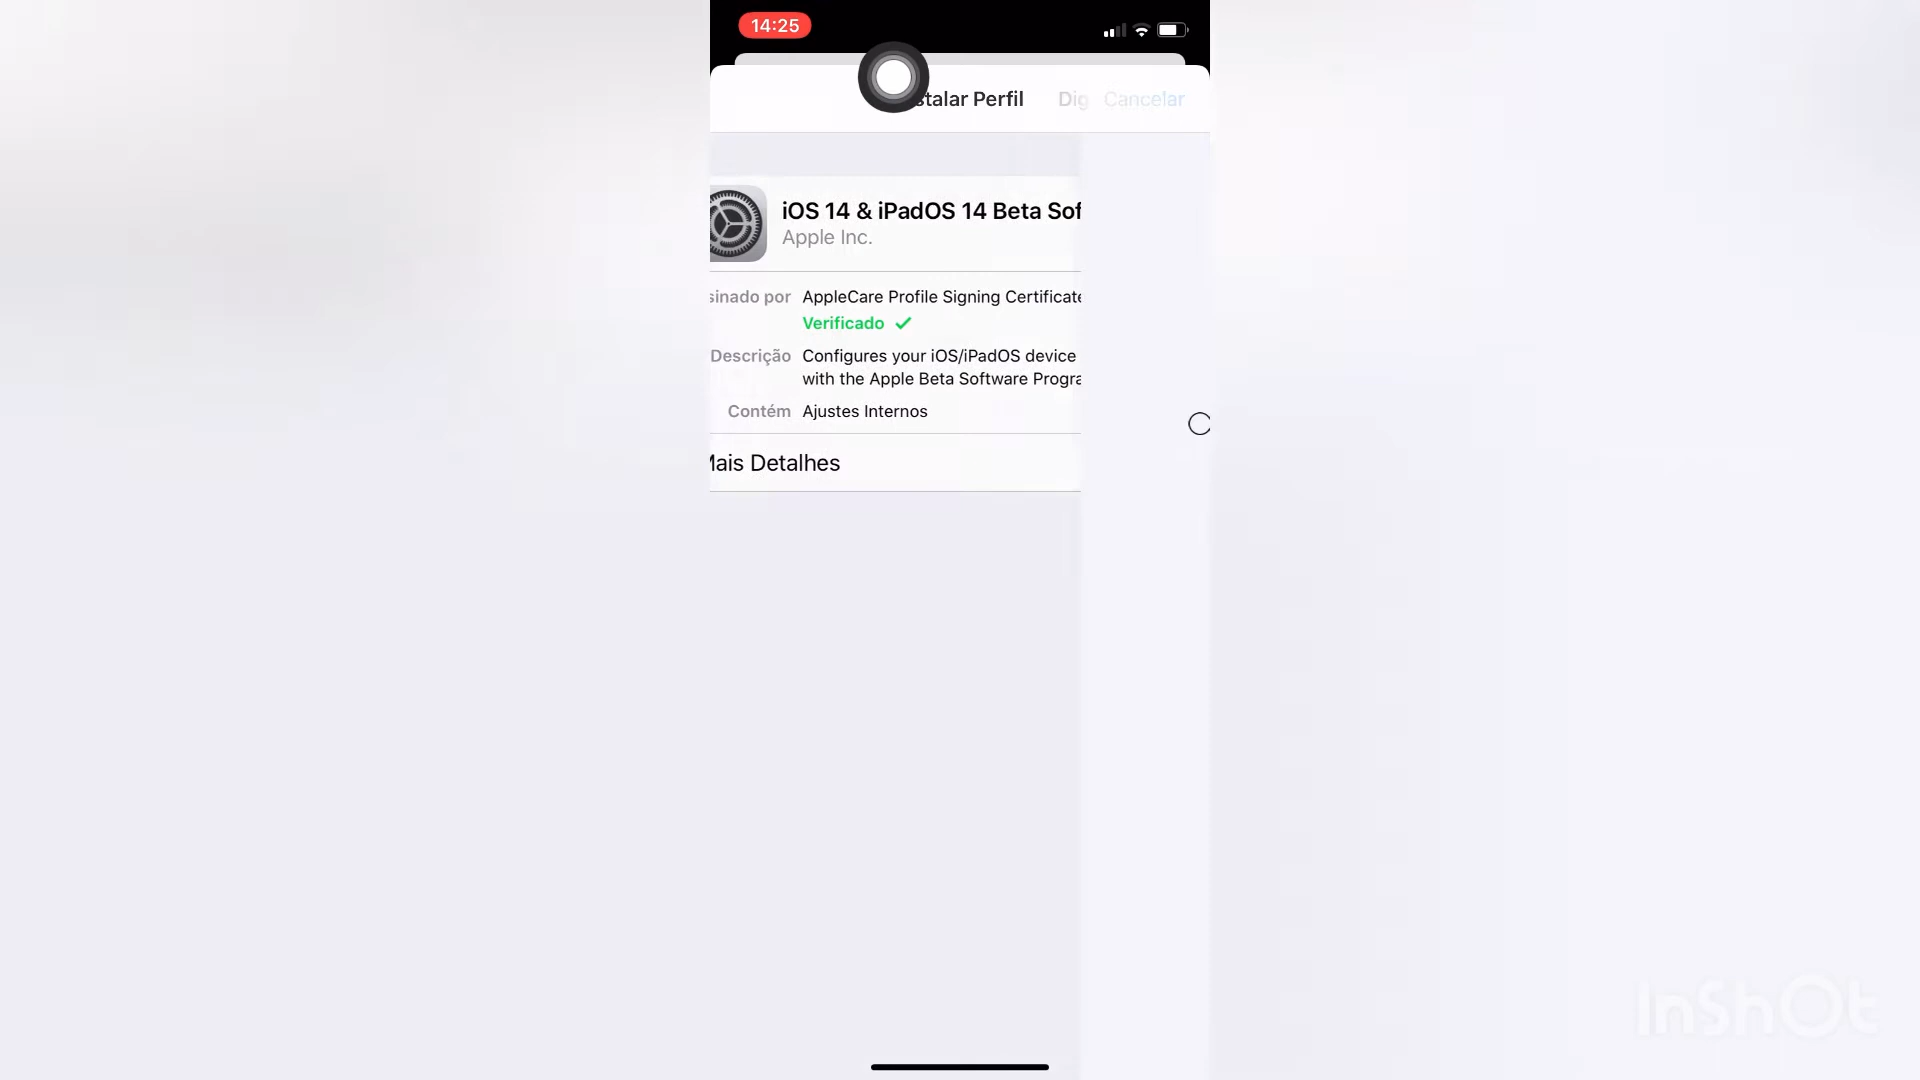 14:25
stalar Perfil Dig Cancelar
iOS 14 & iPadOS 14 Beta Sof
Apple Inc.
sinado por AppleCare Profile Signing Certificate
Verificado
Descrição Configures your iOS/iPadOS device
with the Apple Beta Software Progra
Contém Ajustes Internos
Mais Detalhes
InShOt